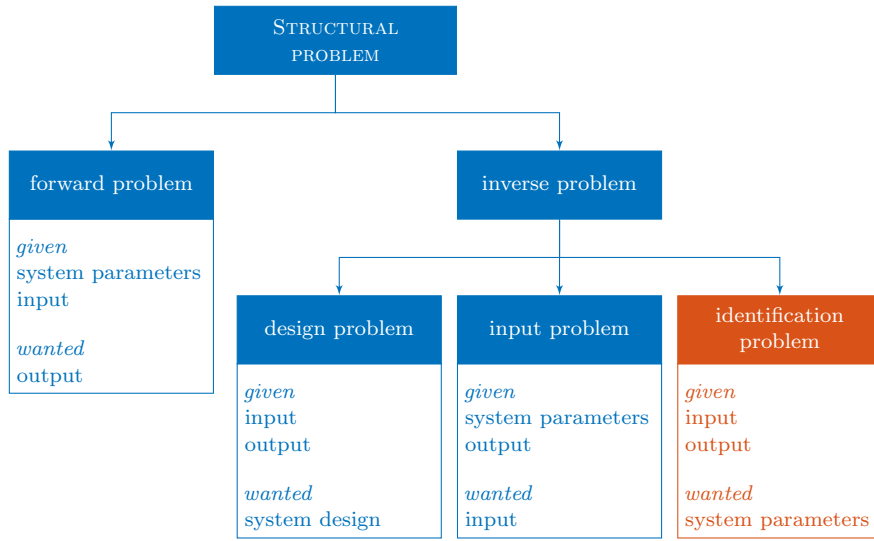 STRUCTURAL
PROBLEM
forward problem
given
system parameters
input
wanted
output
inverse problem
design problem
given
input
output
wanted
system design
input problem
given
system parameters
output
wanted
input
identification
problem
given
input
output
wanted
system parameters